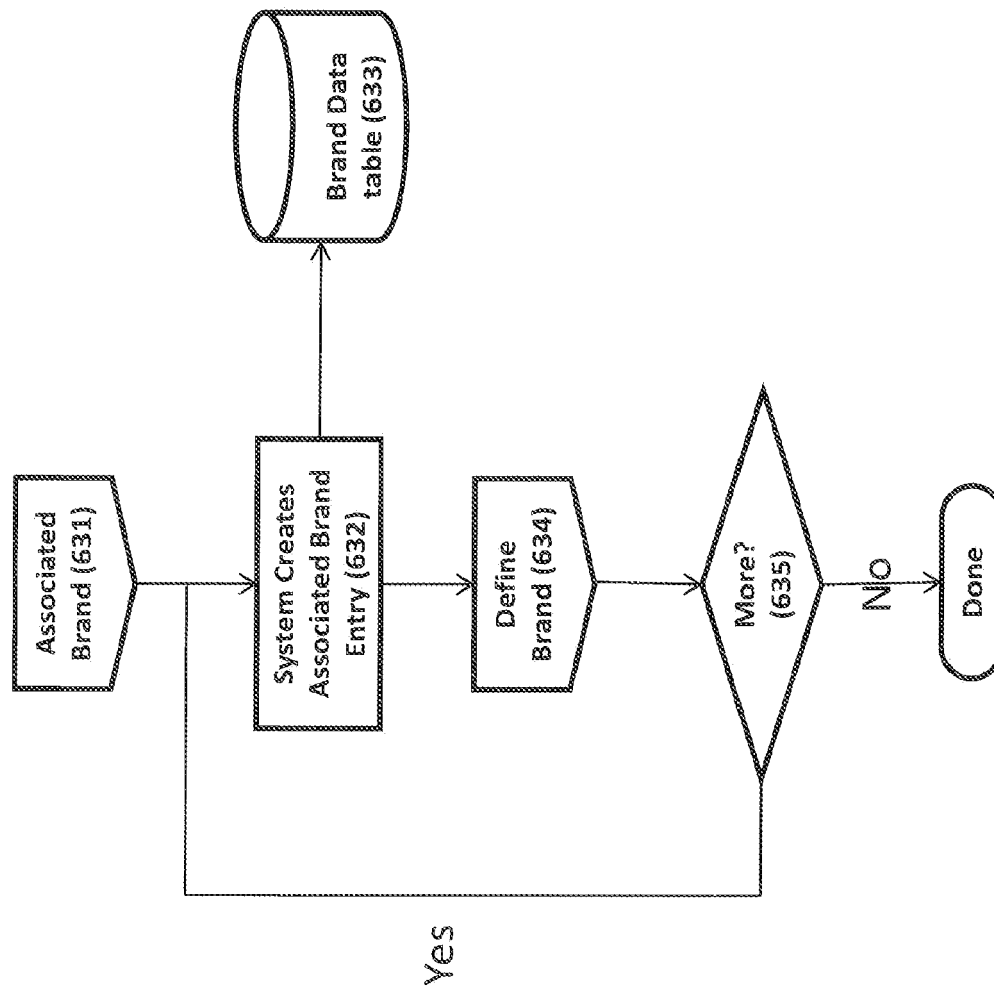 Associated
Brand (631)
System Creates
Associated Brand
Entry (632)
Brand Data
table (633)
Define
Brand (634)
More?
(635)
Yes
No
Done